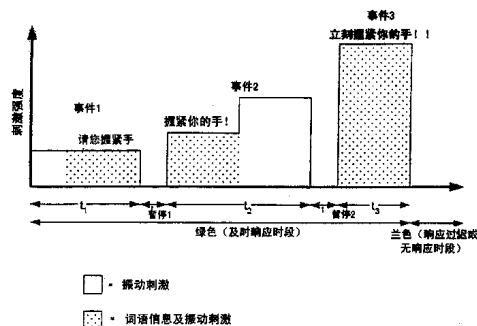 事件3
立刻握紧你的手！！
事件2
事件1
握紧你的手！
请您握紧手
刺激强度
t1
暂停1
t2
暂停2
t3
绿色（及时响应时段）
兰色（响应过迟或
无响应时段）
= 振动刺激
= 词语信息及振动刺激